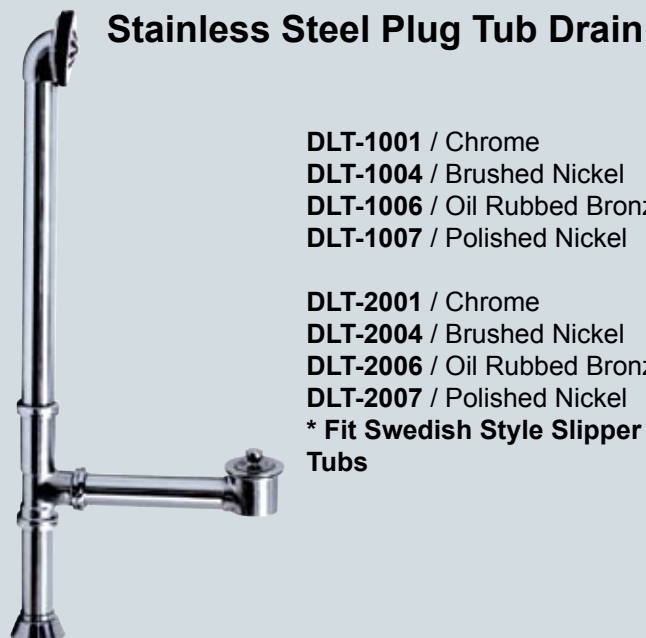 Stainless Steel Plug Tub Drain
DLT-1001 / Chrome
DLT-1004 / Brushed Nickel
DLT-1006 / Oil Rubbed Bronz
DLT-1007 / Polished Nickel
DLT-2001 / Chrome
DLT-2004 / Brushed Nickel
DLT-2006 / Oil Rubbed Bronz
DLT-2007 / Polished Nickel
* Fit Swedish Style Slipper
Tubs